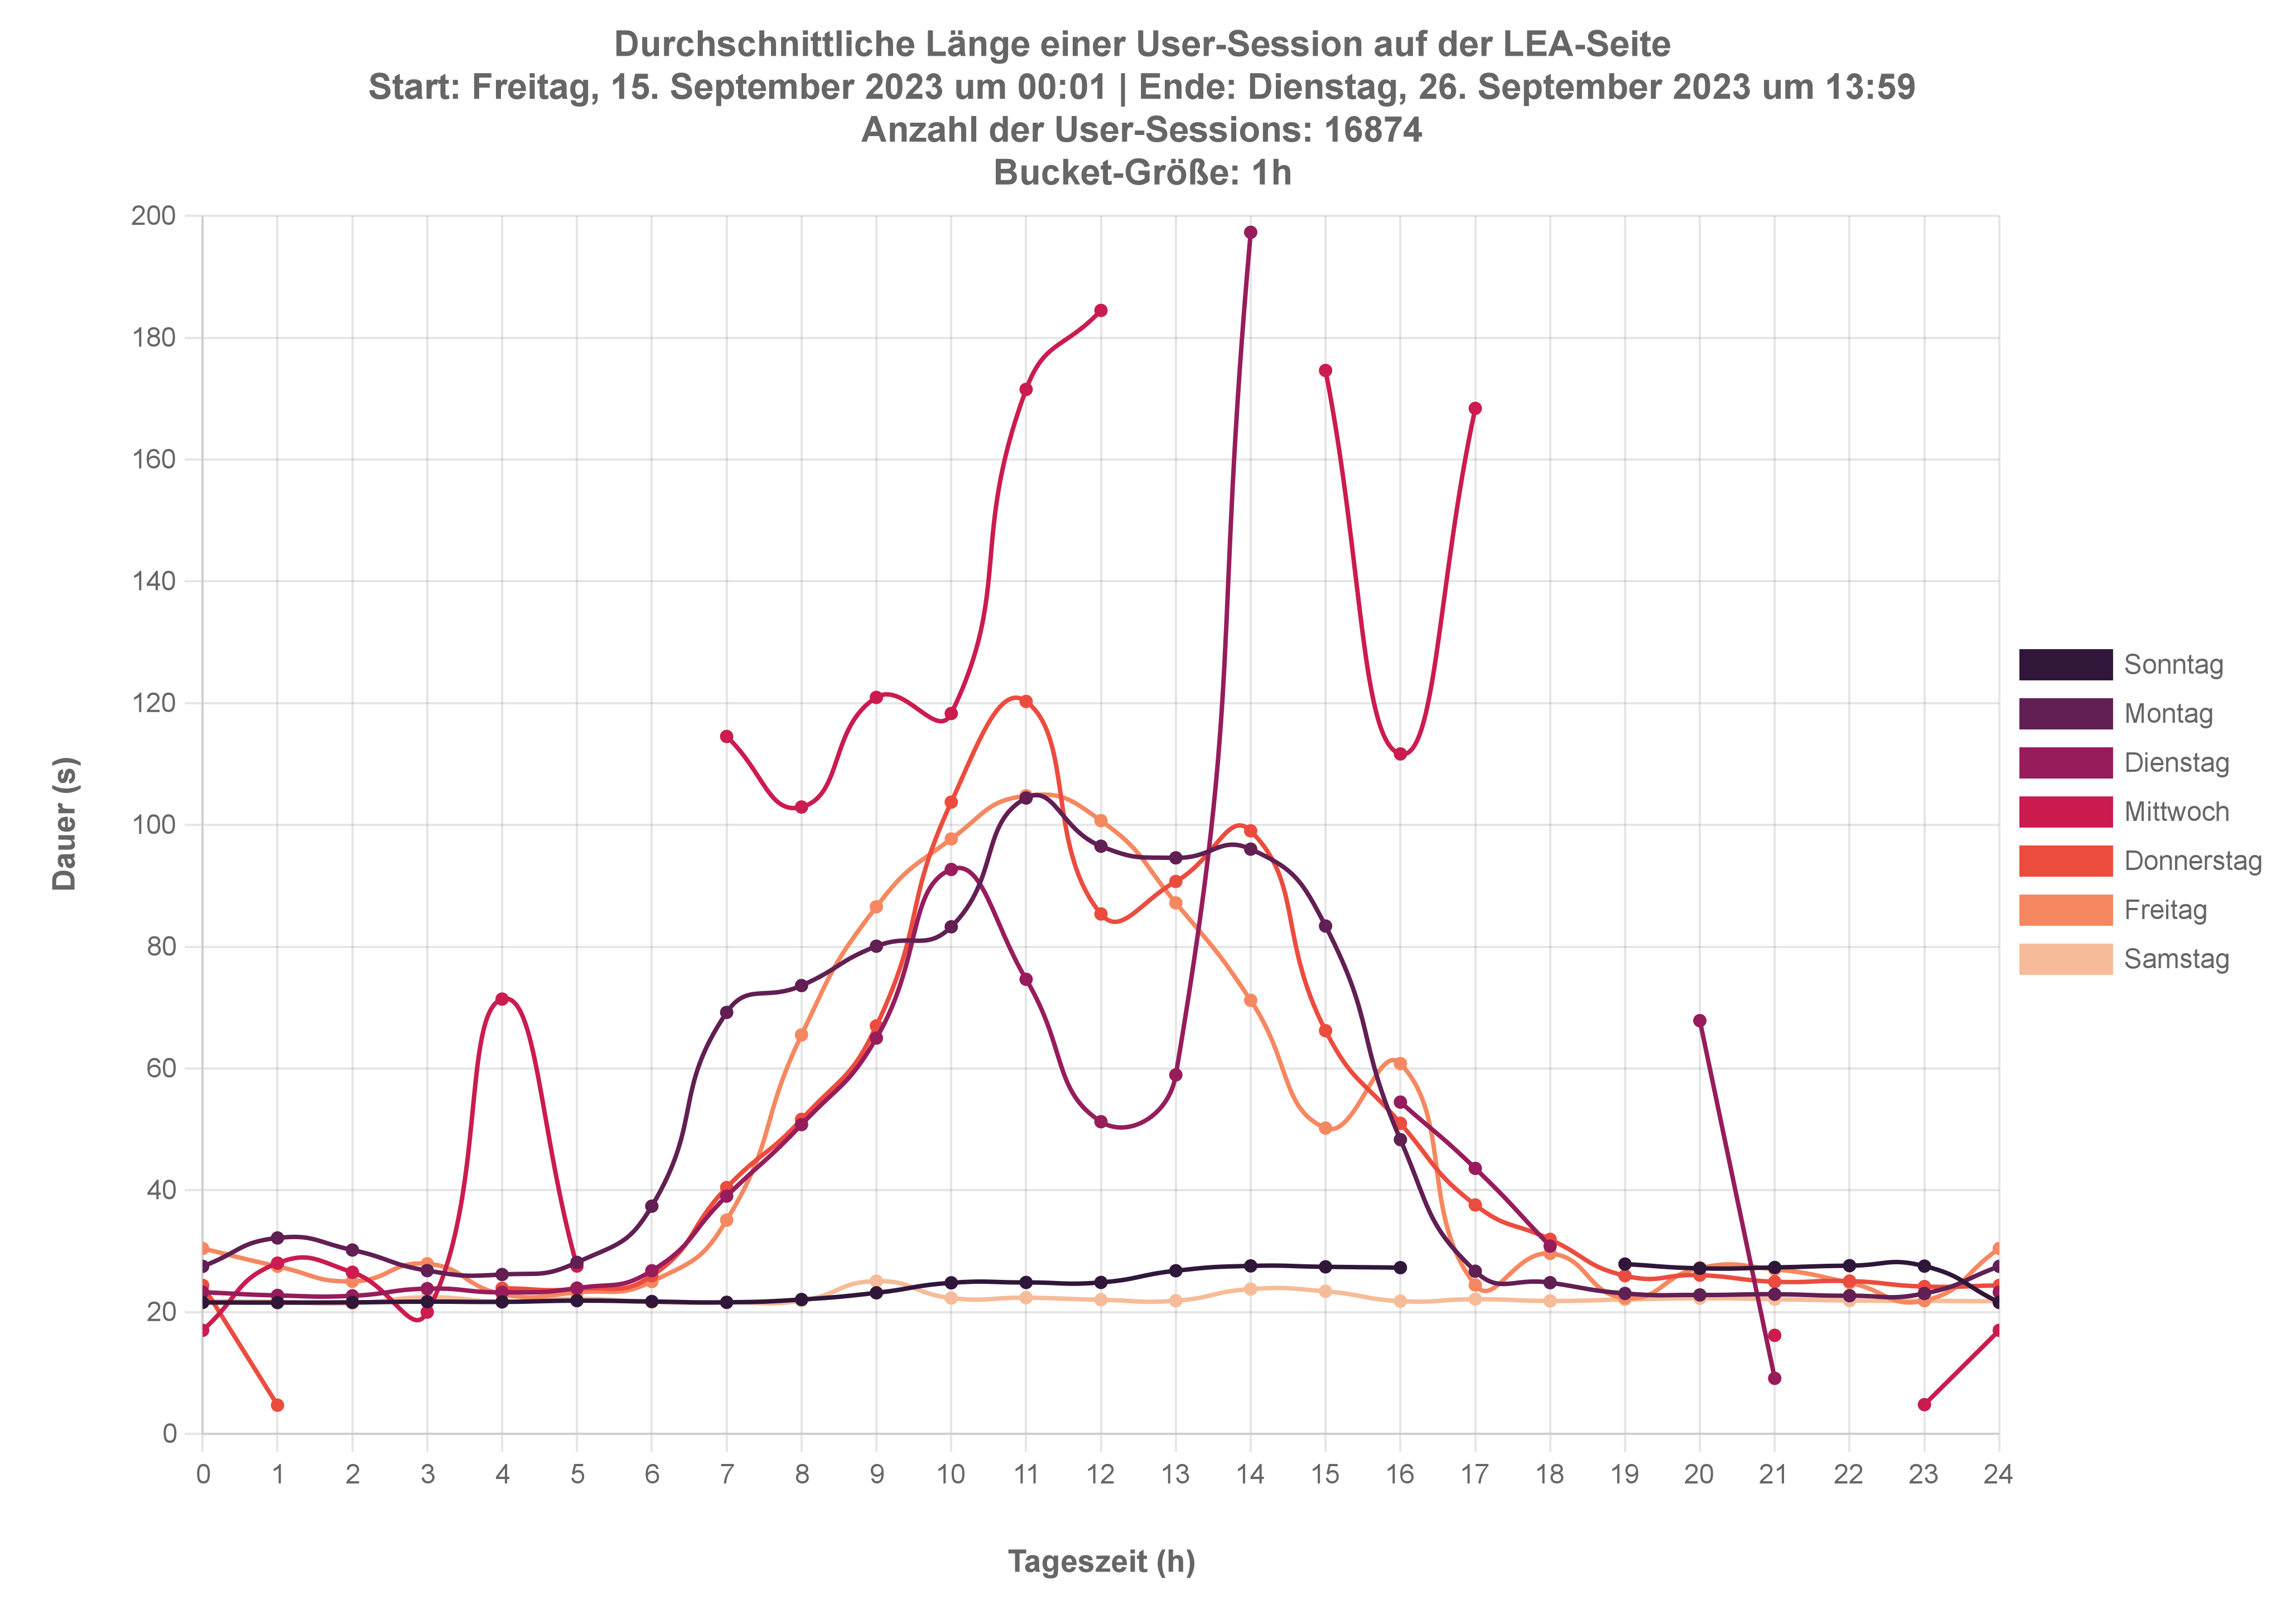 Durchschnittliche Länge einer User-Session auf der LEA-Seite
Start: Freitag, 15. September 2023 um 00:01 | Ende: Dienstag, 26. September 2023 um 13:59
Anzahl der User-Sessions: 16874
Bucket-Größe: 1h
200
180
160
140
120
100
80
60
40
20
0
Dauer (s)
0 1 2 3 4 5 6 7 8 9 10 11 12 13 14 15 16 17 18 19 20 21 22 23 24
Tageszeit (h)
Sonntag
Montag
Dienstag
Mittwoch
Donnerstag
Freitag
Samstag